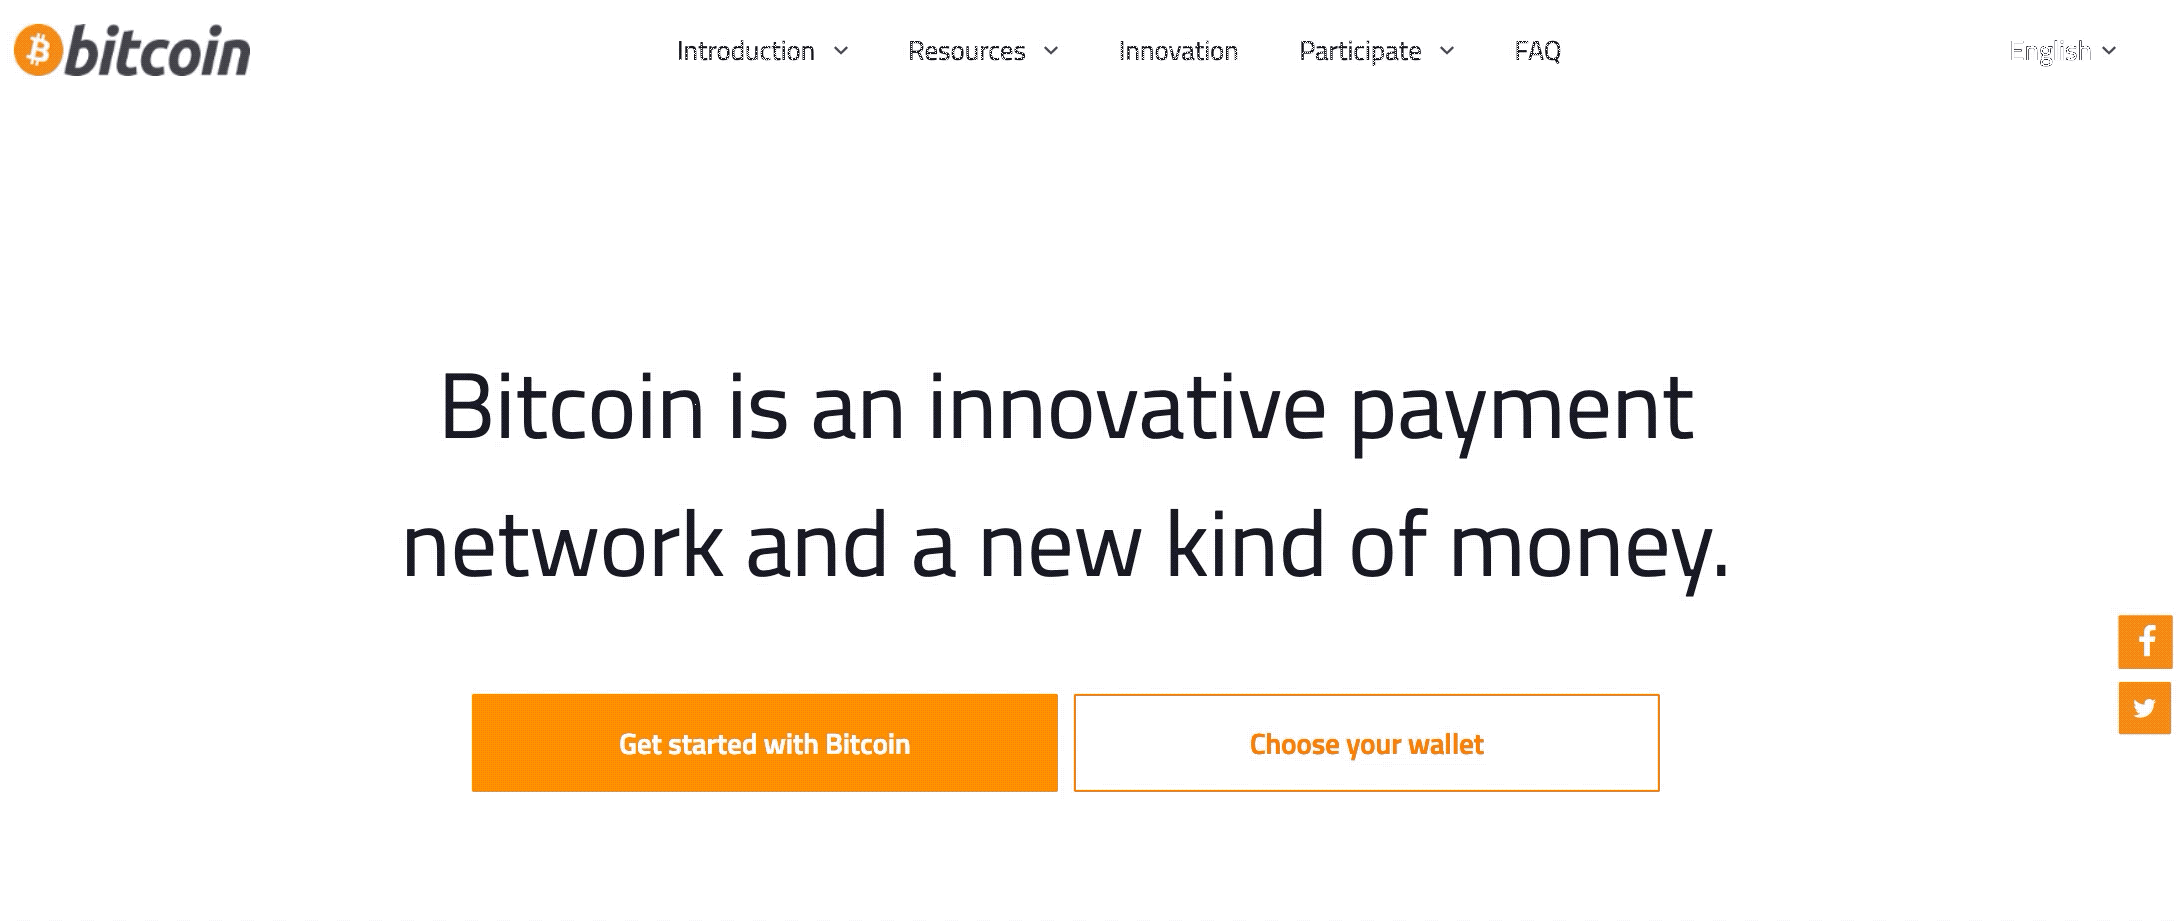 bitcoin
Introduction Resources Innovation Participate FAQ English
Bitcoin is an innovative payment
network and a new kind of money.
Get started with Bitcoin Choose your wallet